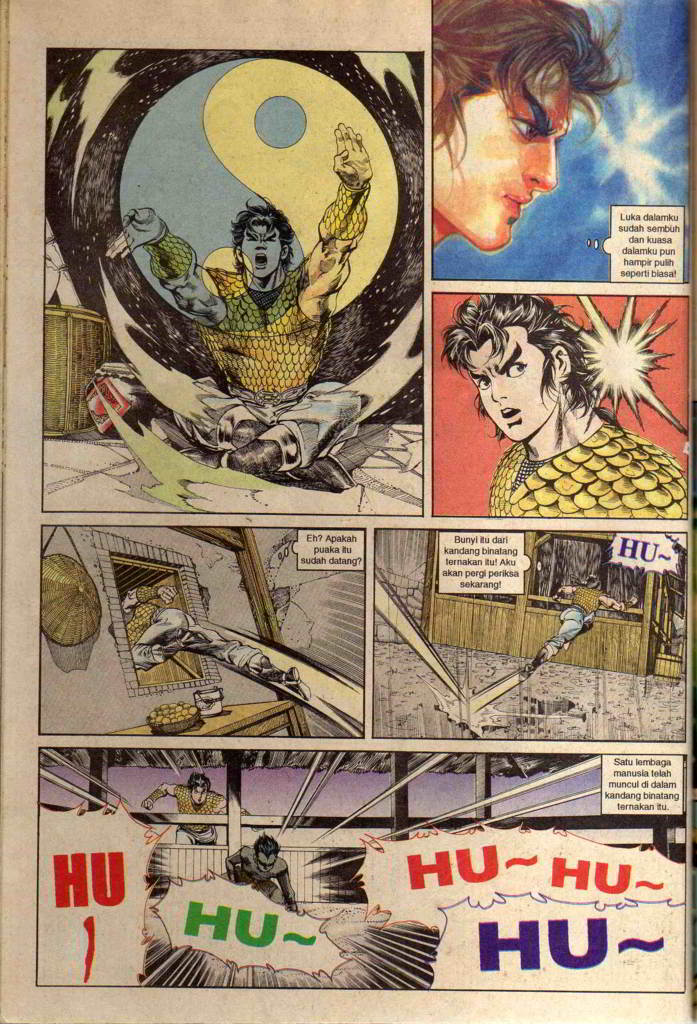 Luka dalamku
sudah sembuh
dan kuasa
dalamku pun
hampir pulih
seperti biasa!
Eh? Apakah
puaka itu
sudah datang?
Bunyi itu dari
kandang binatang
ternakan itu! Aku
akan pergi periksa
sekarang!
HU~
Satu lembaga
manusia telah
muncul di dalam
kandang binatang
ternakan itu.
HU~
HU~
HU~ HU~
HU~